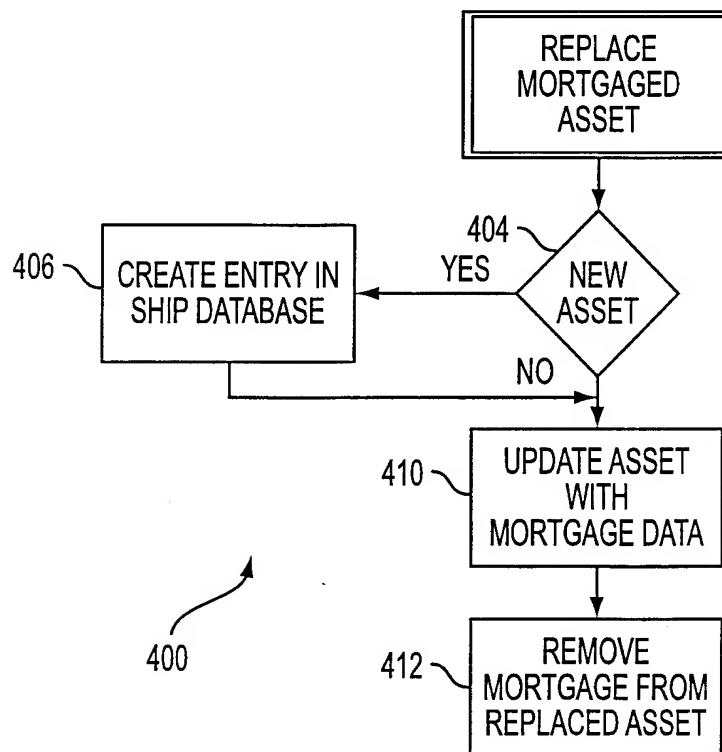 REPLACE
MORTGAGED
ASSET
404
NEW
ASSET
YES
406
CREATE ENTRY IN
SHIP DATABASE
NO
410
UPDATE ASSET
WITH
MORTGAGE DATA
400
412
REMOVE
MORTGAGE FROM
REPLACED ASSET